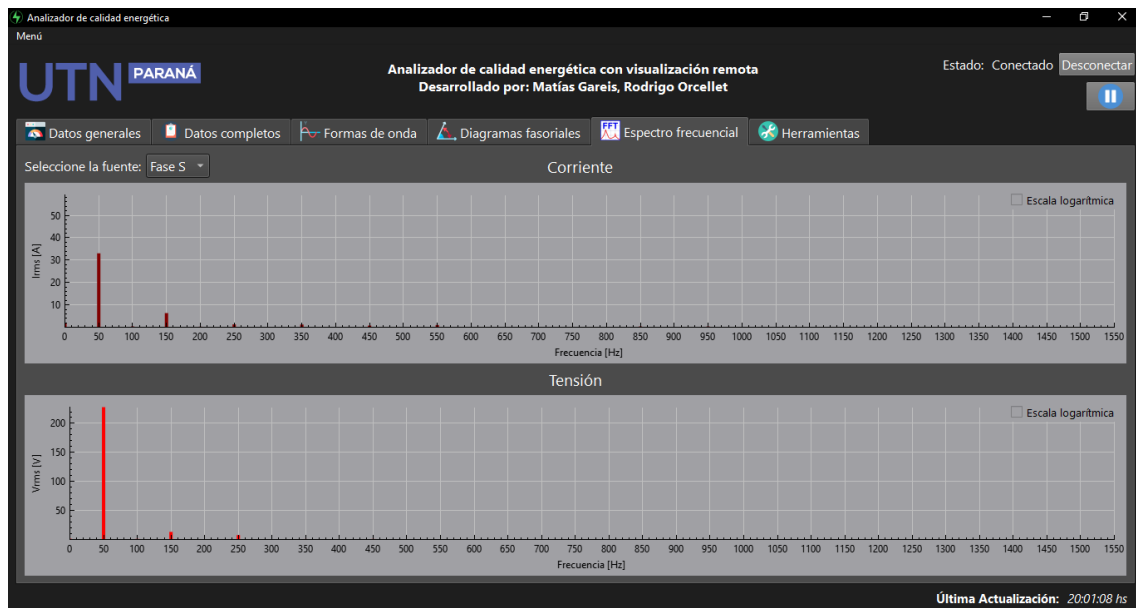 Analizador de calidad energética
Menú
UTN PARANÁ
Analizador de calidad energética con visualización remota
Desarrollado por: Matías Gareis, Rodrigo Orcellet
Estado: Conectado Desconectar
Datos generales Datos completos Formas de onda Diagramas fasoriales FFT Espectro frecuencial Herramientas
Seleccione la fuente: Fase S
Corriente
Escala logarítmica
50
40
30
20
10
Irms [A]
0 50 100 150 200 250 300 350 400 450 500 550 600 650 700 750 800 850 900 950 1000 1050 1100 1150 1200 1250 1300 1350 1400 1450 1500 1550
Frecuencia [Hz]
Tensión
Escala logarítmica
200
150
100
50
Vrms [V]
0 50 100 150 200 250 300 350 400 450 500 550 600 650 700 750 800 850 900 950 1000 1050 1100 1150 1200 1250 1300 1350 1400 1450 1500 1550
Frecuencia [Hz]
Última Actualización: 20:01:08 hs